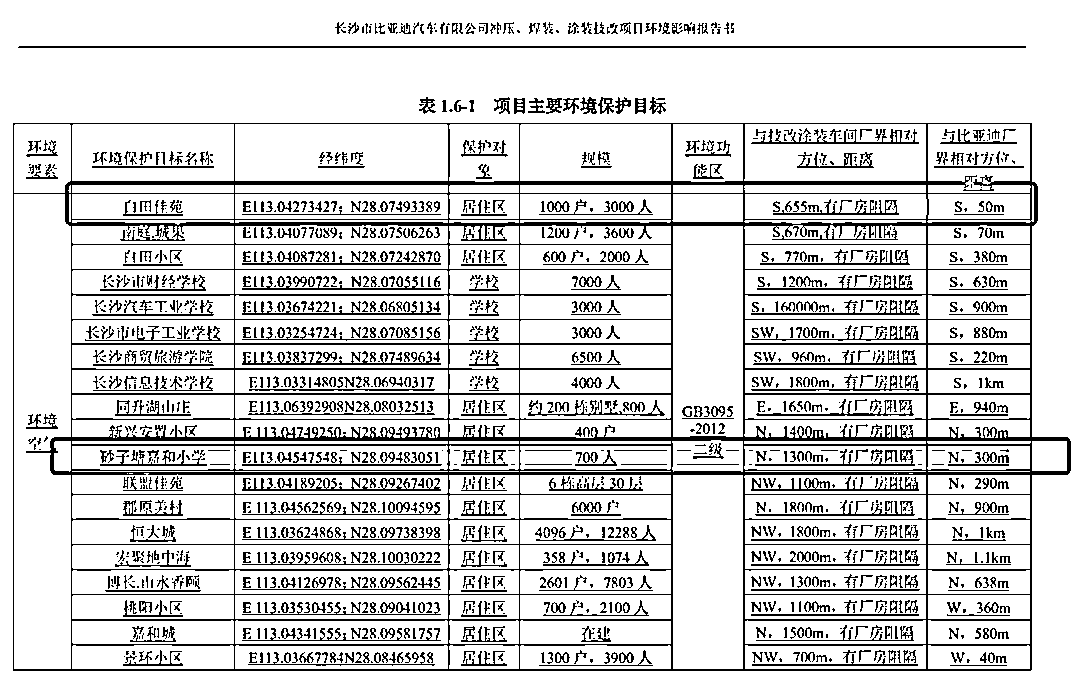 长沙市比亚迪汽车有限公司冲压、焊装、涂装技改项目环境影响报告书
表 1.6-1 项目主要环境保护目标
环境要素 环境保护目标名称 经纬度 保护对象 规模 环境功能区 与技改涂装车间厂界相对方位、距离 与比亚迪厂界相对方位、距离
环境空气 GB3095-2012二级
白田佳苑 E113.04273427；N28.07493389 居住区 1000 户，3000 人 S,655m,有厂房阻隔 S，50m
南庭.城果 E113.04077089；N28.07506263 居住区 1200 户，3600 人 S,670m,有厂房阻隔 S，70m
白田小区 E113.04087281；N28.07242870 居住区 600 户，2000 人 S，770m，有厂房阻隔 S，380m
长沙市财经学校 E113.03990722；N28.07055116 学校 7000 人 S，1200m，有厂房阻隔 S，630m
长沙汽车工业学校 E113.03674221；N28.06805134 学校 3000 人 S，160000m，有厂房阻隔 S，900m
长沙市电子工业学校 E113.03254724；N28.07085156 学校 3000 人 SW，1700m，有厂房阻隔 S，880m
长沙商贸旅游学院 E113.03837299；N28.07489634 学校 6500 人 SW，960m，有厂房阻隔 S，220m
长沙信息技术学校 E113.03314805N28.06940317 学校 4000 人 SW，1800m，有厂房阻隔 S，1km
同升湖山庄 E113.06392908N28.08032513 居住区 约 200 栋别墅,800 人 E，1650m，有厂房阻隔 E，940m
新兴安置小区 E 113.04749250；N28.09493780 居住区 400 户 N，1400m，有厂房阻隔 N，300m
砂子塘嘉和小学 E113.04547548；N28.09483051 居住区 700 人 N，1300m，有厂房阻隔 N，300m
联盟佳苑 E113.04189205；N28.09267402 居住区 6 栋高层 30 层 NW，1100m，有厂房阻隔 N，290m
郡原美村 E 113.04562569；N28.10094595 居住区 6000 户 N，1800m，有厂房阻隔 N，900m
恒大城 E 113.03624868；N28.09738398 居住区 4096 户，12288 人 NW，1800m，有厂房阻隔 N，1km
宏聚地中海 E 113.03959608；N28.10030222 居住区 358 户，1074 人 NW，2000m，有厂房阻隔 N，1.1km
博长.山水香颐 E 113.04126978；N28.09562445 居住区 2601 户，7803 人 NW，1300m，有厂房阻隔 N，638m
桃阳小区 E 113.03530455；N28.09041023 居住区 700 户，2100 人 NW，1100m，有厂房阻隔 W，360m
嘉和城 E 113.04341555；N28.09581757 居住区 在建 N，1500m，有厂房阻隔 N，580m
景环小区 E113.03667784N28.08465958 居住区 1300 户，3900 人 NW，700m，有厂房阻隔 W，40m